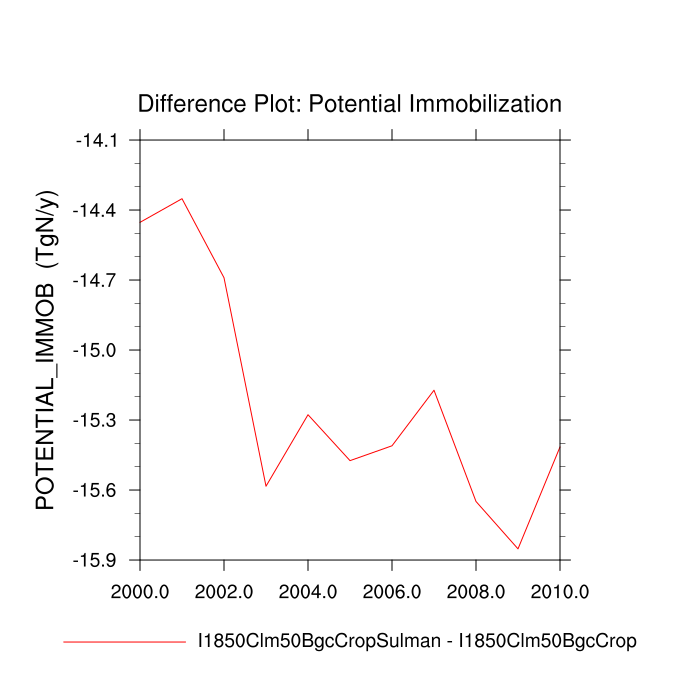 Difference Plot: Potential Immobilization
-14.1
-14.4
-14.7
-15.0
-15.3
-15.6
-15.9
POTENTIAL_IMMOB (TgN/y)
2000.0 2002.0 2004.0 2006.0 2008.0 2010.0
I1850Clm50BgcCropSulman - I1850Clm50BgcCrop